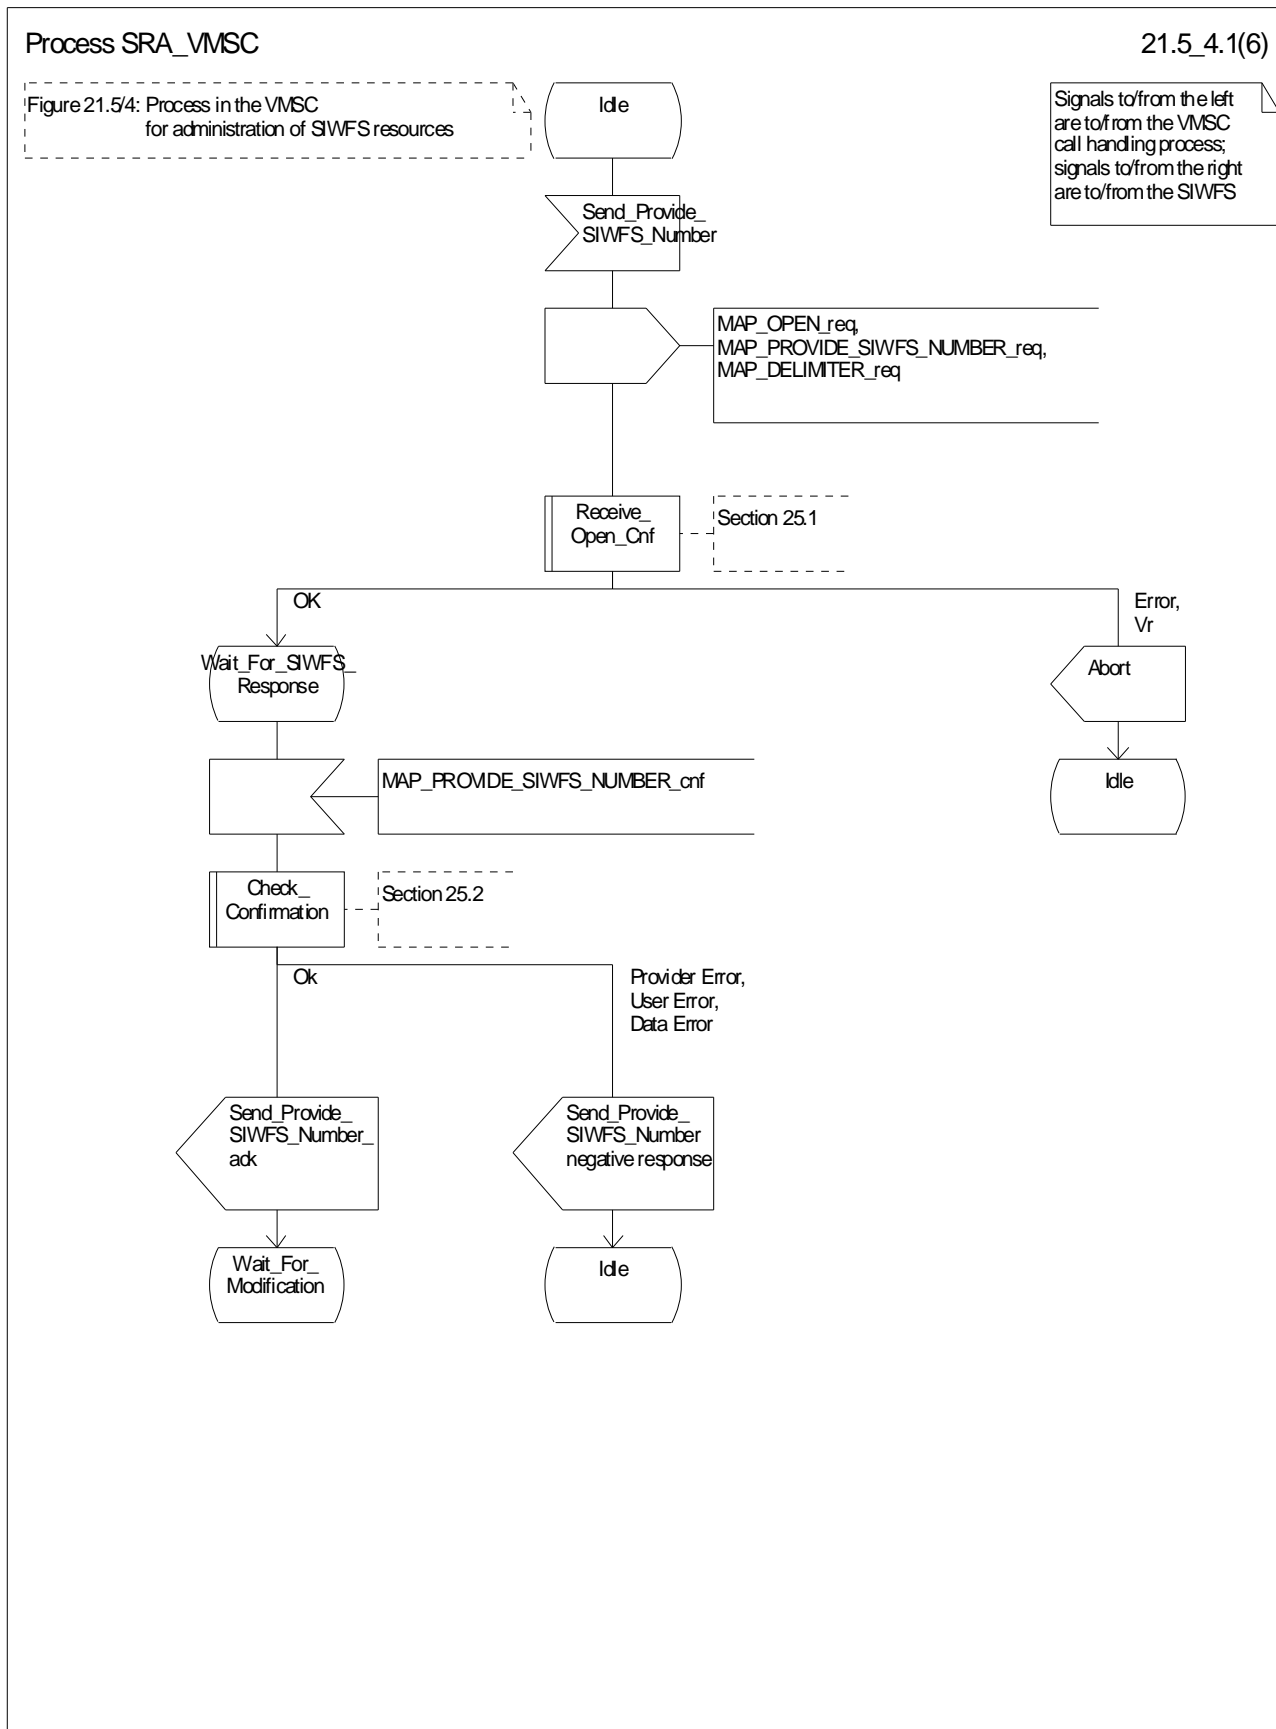 Process SRA_VMSC
21.5_4.1(6)
Figure 21.5/4: Process in the VMSC
for administration of SIWFS resources
Idle
Signals to/from the left
are to/from the VMSC
call handling process;
signals to/from the right
are to/from the SIWFS
Send_Provide_
SIWFS_Number
MAP_OPEN_req,
MAP_PROVIDE_SIWFS_NUMBER_req,
MAP_DELIMITER_req
Receive_
Open_Cnf
Section 25.1
OK
Error,
Vr
Wait_For_SIWFS_
Response
Abort
MAP_PROVIDE_SIWFS_NUMBER_cnf
Idle
Check_
Confirmation
Section 25.2
Ok
Provider Error,
User Error,
Data Error
Send_Provide_
SIWFS_Number_
ack
Send_Provide_
SIWFS_Number
negative response
Wait_For_
Modification
Idle